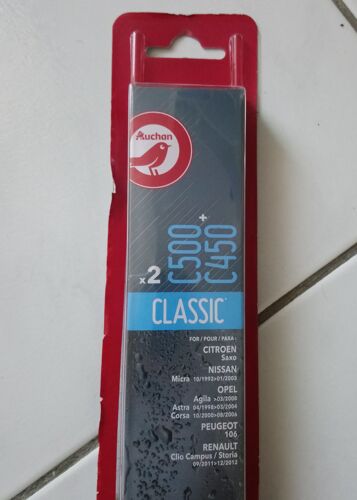 Auchan
x2 C500 + C450
CLASSIC
FOR / POUR / PARA :
CITROEN
Saxo
NISSAN
Micra 10/1992>01/2003
OPEL
Agila >03/2008
Astra 04/1998>03/2004
Corsa 10/2000>08/2006
PEUGEOT
106
RENAULT
Clio Campus / Storia
09/2011>12/2012